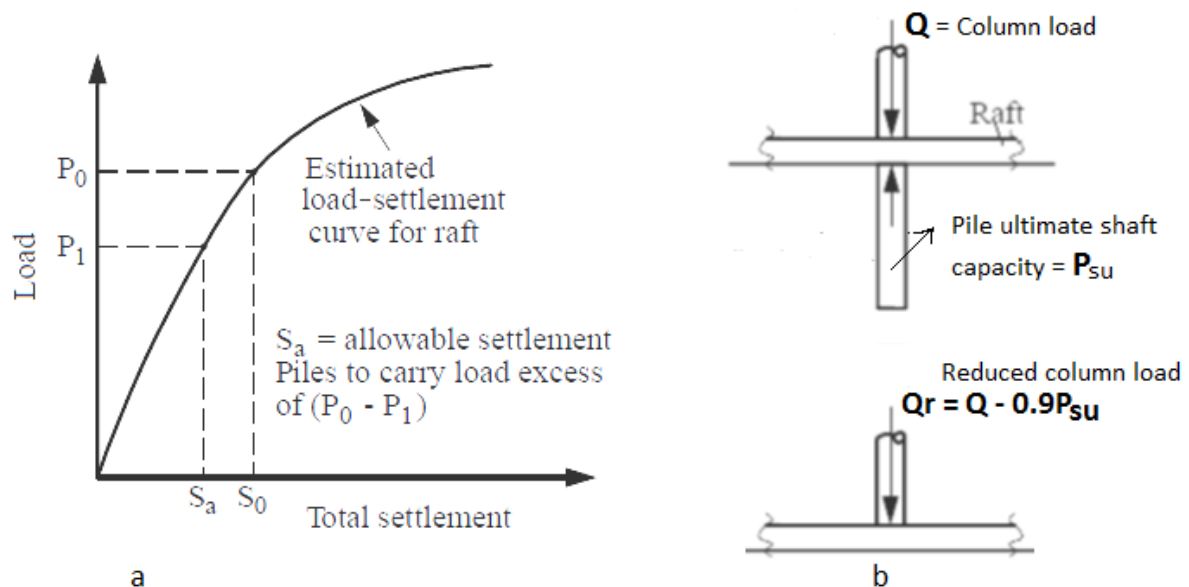 Load
P₀
P₁
Estimated
load-settlement
curve for raft
Sₐ = allowable settlement
Piles to carry load excess
of (P₀ - P₁)
Sₐ
S₀
Total settlement
a
Q = Column load
Raft
Pile ultimate shaft
capacity = Psu
Reduced column load
Qr = Q - 0.9Psu
b